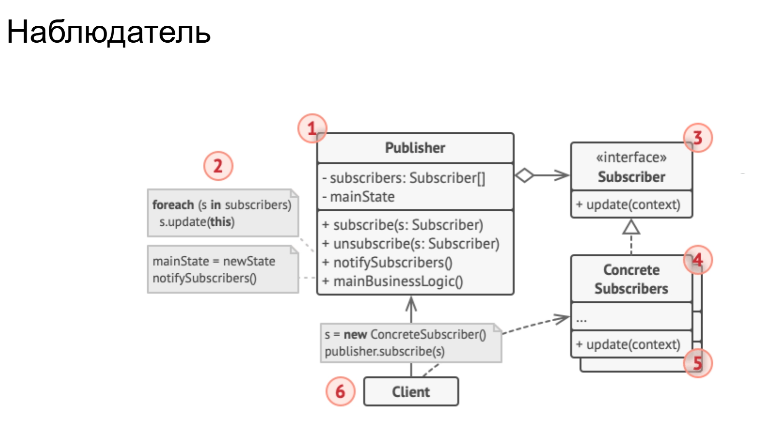 Наблюдатель
1
Publisher
- subscribers: Subscriber[]
- mainState
+ subscribe(s: Subscriber)
+ unsubscribe(s: Subscriber)
+ notifySubscribers()
+ mainBusinessLogic()
2
foreach (s in subscribers)
s.update(this)
mainState = newState
notifySubscribers()
3
«interface»
Subscriber
+ update(context)
4
Concrete
Subscribers
...
+ update(context)
5
s = new ConcreteSubscriber()
publisher.subscribe(s)
6
Client